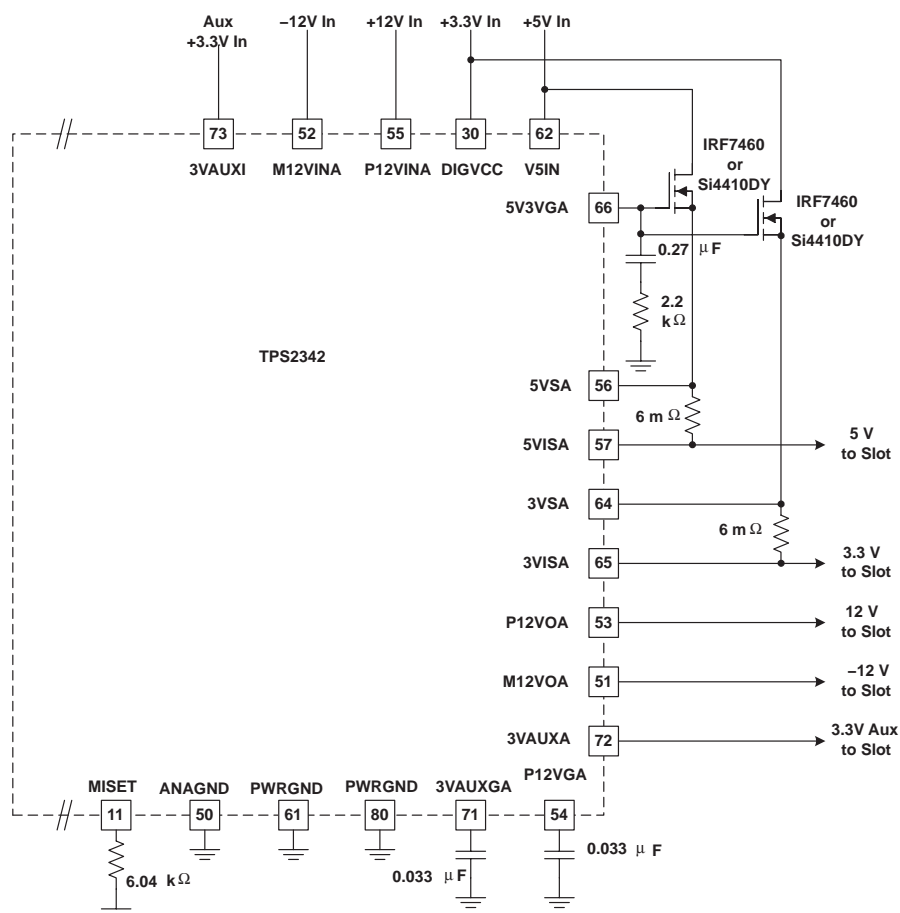 Aux
+3.3V In
–12V In
+12V In
+3.3V In
+5V In
73
52
55
30
62
3VAUXI
M12VINA
P12VINA
DIGVCC
V5IN
IRF7460
or
Si4410DY
IRF7460
or
Si4410DY
5V3VGA
66
0.27 μF
2.2
kΩ
TPS2342
5VSA
56
6 mΩ
5VISA
57
5 V
to Slot
3VSA
64
6 mΩ
3VISA
65
3.3 V
to Slot
P12VOA
53
12 V
to Slot
M12VOA
51
–12 V
to Slot
3VAUXA
72
3.3V Aux
to Slot
MISET
ANAGND
PWRGND
PWRGND
3VAUXGA
P12VGA
11
50
61
80
71
54
6.04 kΩ
0.033 μF
0.033 μF